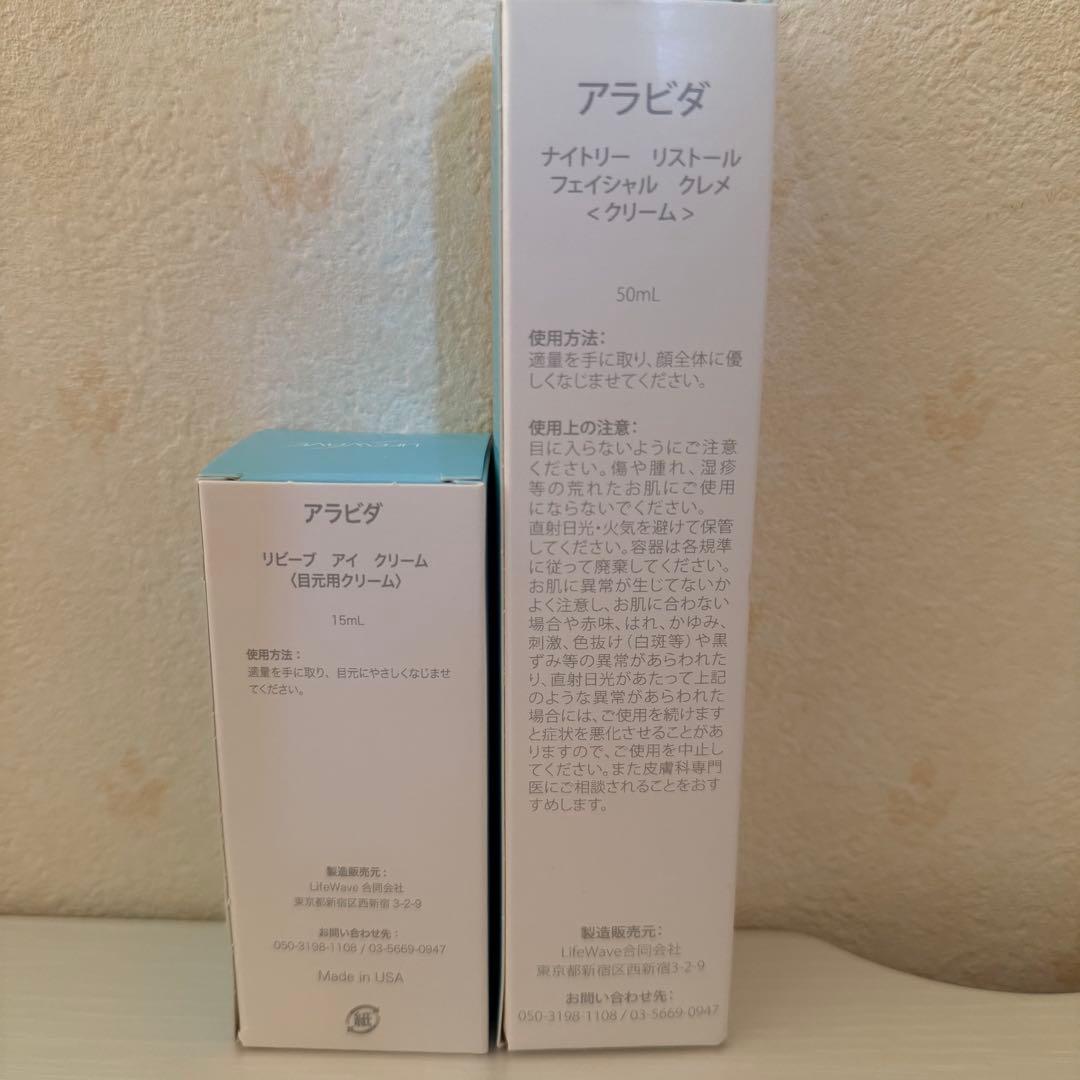 LIFEWAVE
アラビダ
リビーブ アイ クリーム
〈目元用クリーム〉
15mL
使用方法：
適量を手に取り、目元にやさしくなじませ
てください。
製造販売元：
LifeWave 合同会社
東京都新宿区西新宿 3-2-9
お問い合わせ先：
050-3198-1108 / 03-5669-0947
Made in USA
紙
アラビダ
ナイトリー リストール
フェイシャル クレメ
＜クリーム＞
50mL
使用方法：
適量を手に取り、顔全体に優
しくなじませてください。
使用上の注意：
目に入らないようにご注意
ください。傷や腫れ、湿疹
等の荒れたお肌にご使用
にならないでください。
直射日光・火気を避けて保管
してください。容器は各規準
に従って廃棄してください。
お肌に異常が生じてないか
よく注意し、お肌に合わない
場合や赤味、はれ、かゆみ、
刺激、色抜け（白斑等）や黒
ずみ等の異常があらわれた
り、直射日光があたって上記
のような異常があらわれた
場合には、ご使用を続けます
と症状を悪化させることがあ
りますので、ご使用を中止し
てください。また皮膚科専門
医にご相談されることをおす
すめします。
製造販売元：
LifeWave合同会社
東京都新宿区西新宿3-2-9
お問い合わせ先：
050-3198-1108 / 03-5669-0947